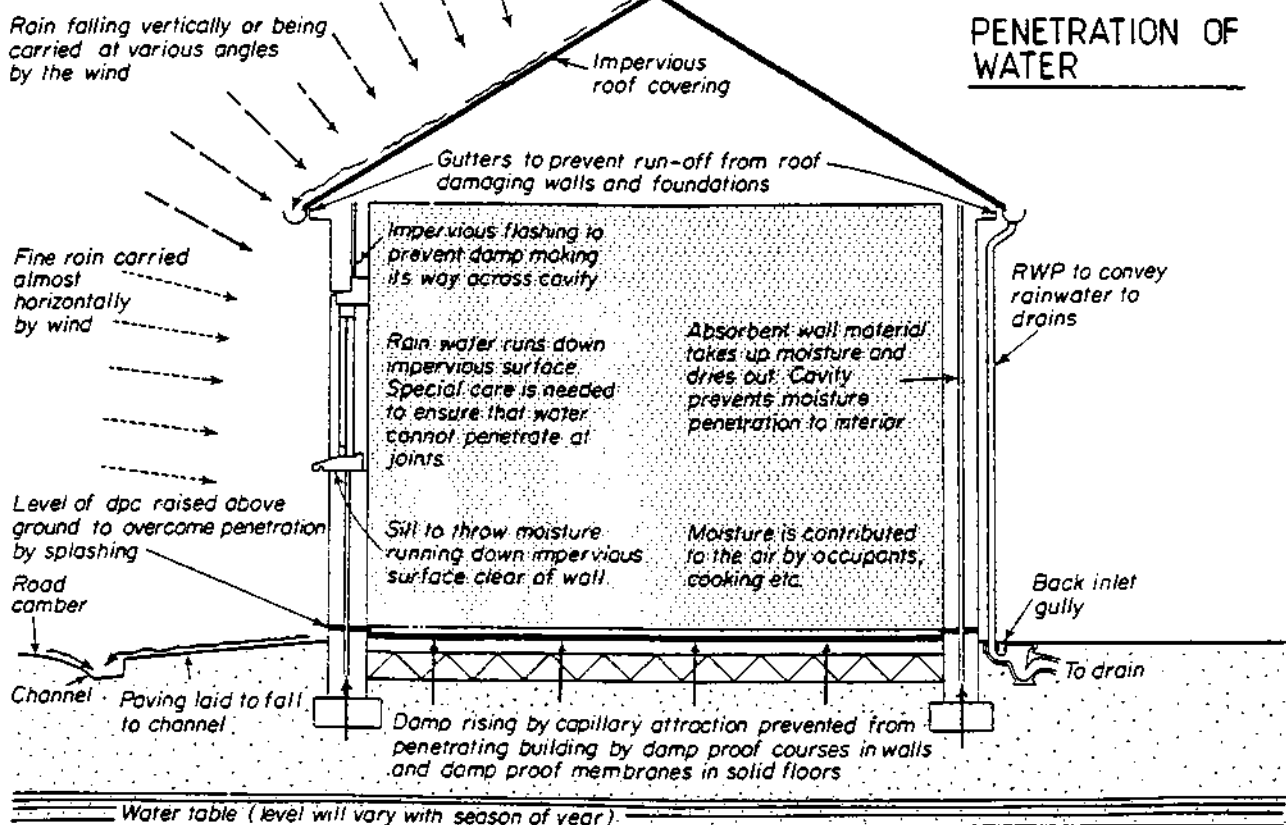 Rain falling vertically or being
carried at various angles
by the wind
PENETRATION OF
WATER
Impervious
roof covering
Gutters to prevent run-off from roof
damaging walls and foundations
Impervious flashing to
prevent damp making
its way across cavity
Fine rain carried
almost
horizontally
by wind
RWP to convey
rainwater to
drains
Rain water runs down
impervious surface
Special care is needed
to ensure that water
cannot penetrate at
joints.
Absorbent wall material
takes up moisture and
dries out. Cavity
prevents moisture
penetration to interior
Level of dpc raised above
ground to overcome penetration
by splashing
Sill to throw moisture
running down impervious
surface clear of wall.
Moisture is contributed
to the air by occupants,
cooking etc.
Road
camber
Back inlet
gully
Channel
Paving laid to fall
to channel
To drain
Damp rising by capillary attraction prevented from
penetrating building by damp proof courses in walls
and damp proof membranes in solid floors
Water table (level will vary with season of year)